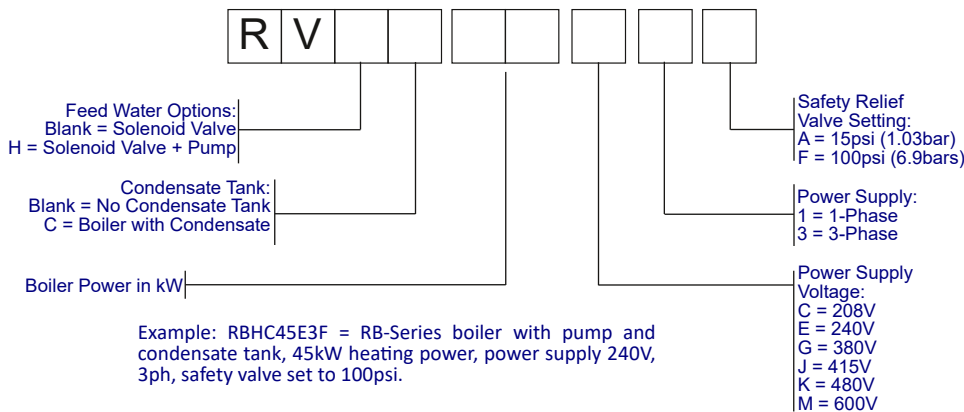 R V
Feed Water Options:
Blank = Solenoid Valve
H = Solenoid Valve + Pump
Condensate Tank:
Blank = No Condensate Tank
C = Boiler with Condensate
Boiler Power in kW
Safety Relief
Valve Setting:
A = 15psi (1.03bar)
F = 100psi (6.9bars)
Power Supply:
1 = 1-Phase
3 = 3-Phase
Power Supply
Voltage:
C = 208V
E = 240V
G = 380V
J = 415V
K = 480V
M = 600V
Example: RBHC45E3F = RB-Series boiler with pump and
condensate tank, 45kW heating power, power supply 240V,
3ph, safety valve set to 100psi.